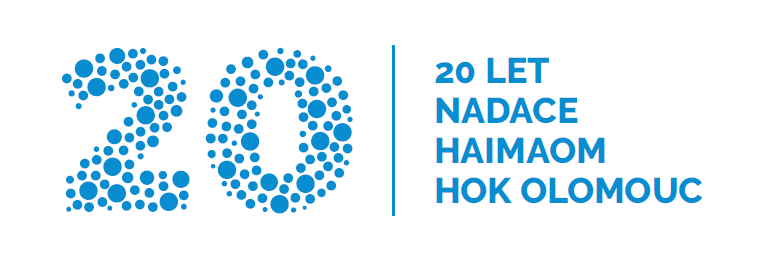 20
20 LET
NADACE
HAIMAOM
HOK OLOMOUC